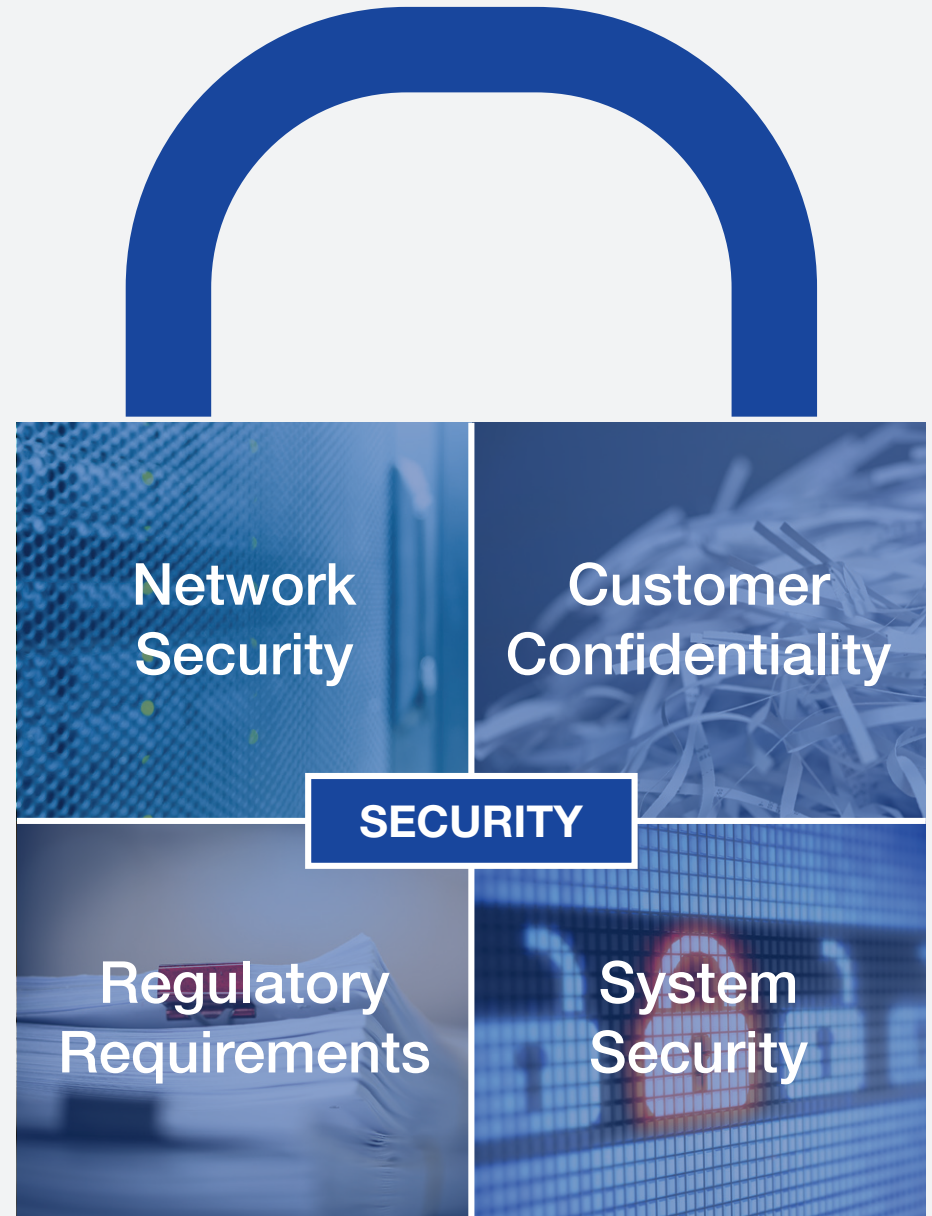 Network
Security
Customer
Confidentiality
SECURITY
Regulatory
Requirements
System
Security